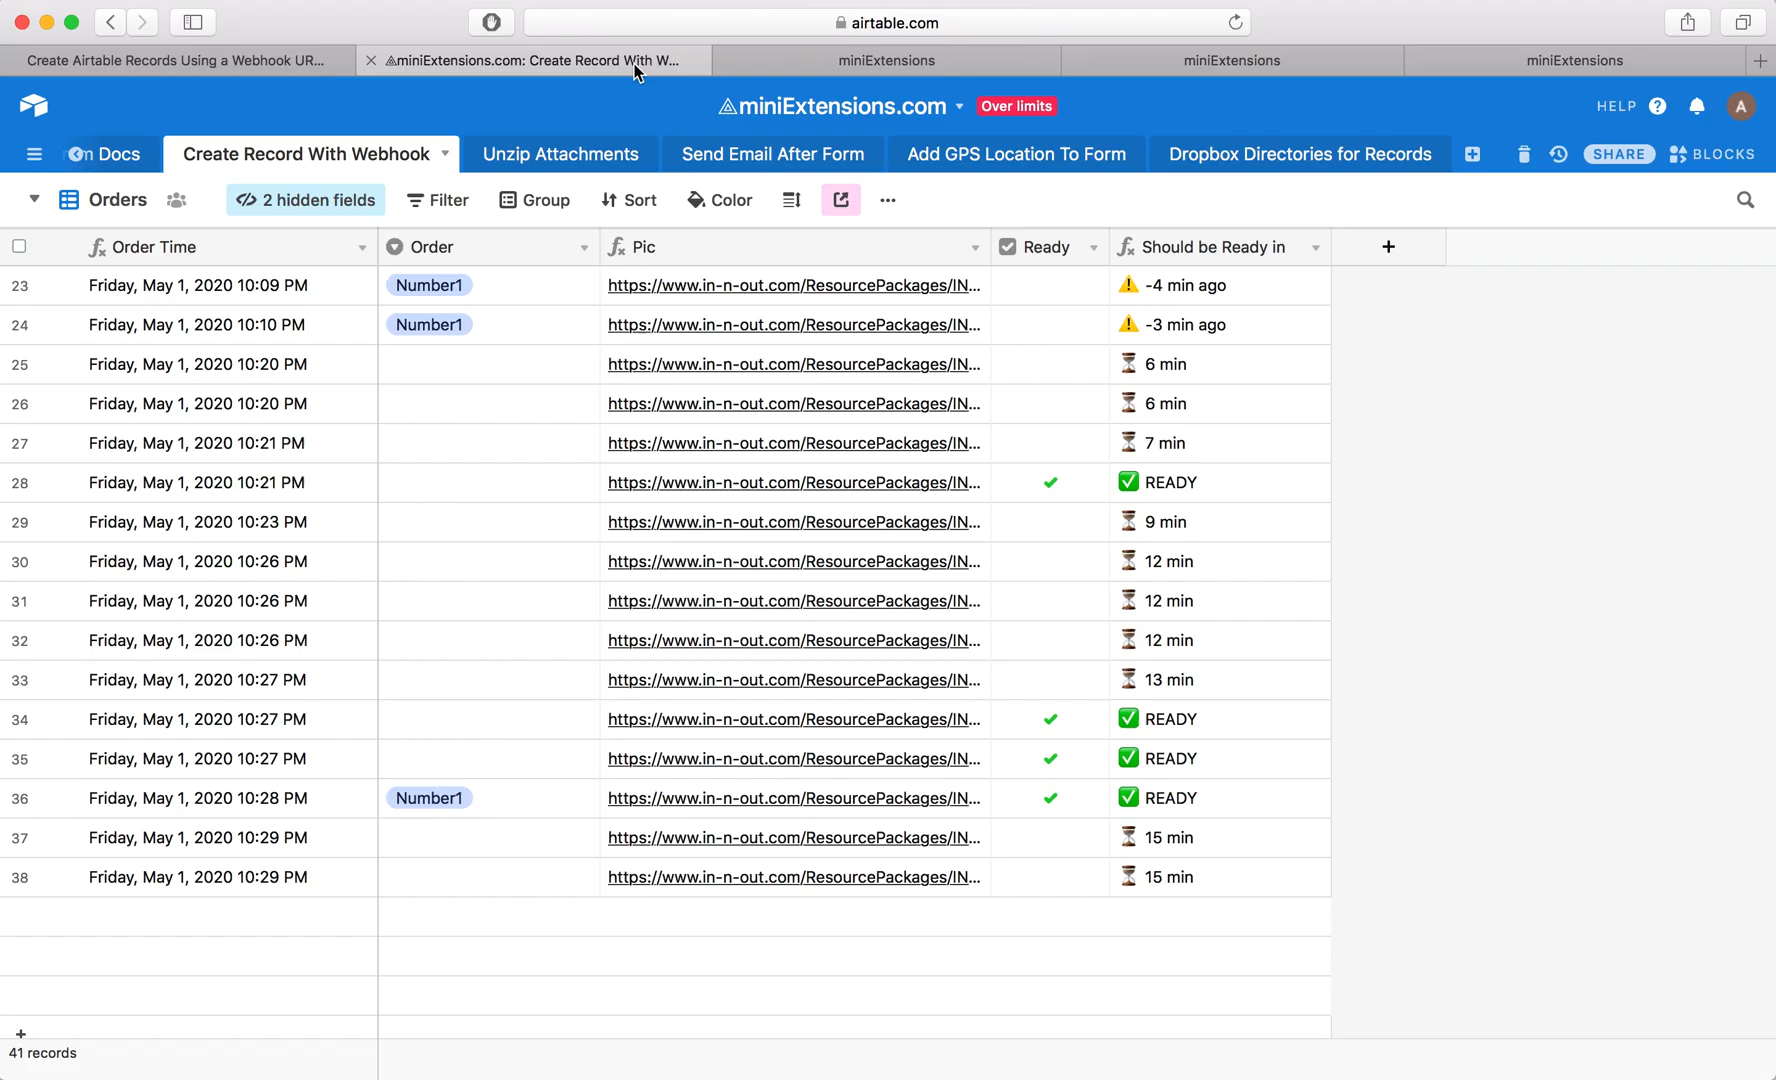 airtable.com
Create Airtable Records Using a Webhook UR... miniExtensions.com: Create Record With W... miniExtensions miniExtensions miniExtensions
miniExtensions.com Over limits HELP A
m Docs Create Record With Webhook Unzip Attachments Send Email After Form Add GPS Location To Form Dropbox Directories for Records SHARE BLOCKS
Orders 2 hidden fields Filter Group Sort Color
Order Time Order Pic Ready Should be Ready in
23 Friday, May 1, 2020 10:09 PM Number1 https://www.in-n-out.com/ResourcePackages/IN... -4 min ago
24 Friday, May 1, 2020 10:10 PM Number1 https://www.in-n-out.com/ResourcePackages/IN... -3 min ago
25 Friday, May 1, 2020 10:20 PM https://www.in-n-out.com/ResourcePackages/IN... 6 min
26 Friday, May 1, 2020 10:20 PM https://www.in-n-out.com/ResourcePackages/IN... 6 min
27 Friday, May 1, 2020 10:21 PM https://www.in-n-out.com/ResourcePackages/IN... 7 min
28 Friday, May 1, 2020 10:21 PM https://www.in-n-out.com/ResourcePackages/IN... READY
29 Friday, May 1, 2020 10:23 PM https://www.in-n-out.com/ResourcePackages/IN... 9 min
30 Friday, May 1, 2020 10:26 PM https://www.in-n-out.com/ResourcePackages/IN... 12 min
31 Friday, May 1, 2020 10:26 PM https://www.in-n-out.com/ResourcePackages/IN... 12 min
32 Friday, May 1, 2020 10:26 PM https://www.in-n-out.com/ResourcePackages/IN... 12 min
33 Friday, May 1, 2020 10:27 PM https://www.in-n-out.com/ResourcePackages/IN... 13 min
34 Friday, May 1, 2020 10:27 PM https://www.in-n-out.com/ResourcePackages/IN... READY
35 Friday, May 1, 2020 10:27 PM https://www.in-n-out.com/ResourcePackages/IN... READY
36 Friday, May 1, 2020 10:28 PM Number1 https://www.in-n-out.com/ResourcePackages/IN... READY
37 Friday, May 1, 2020 10:29 PM https://www.in-n-out.com/ResourcePackages/IN... 15 min
38 Friday, May 1, 2020 10:29 PM https://www.in-n-out.com/ResourcePackages/IN... 15 min
41 records